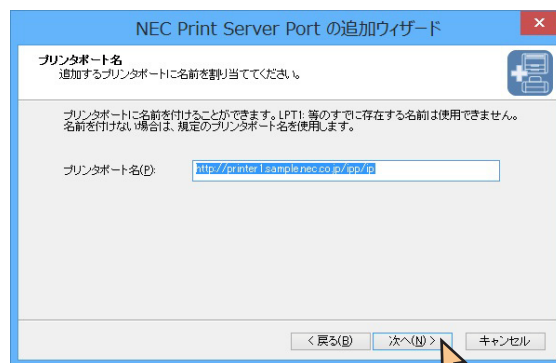 NEC Print Server Port の追加ウィザード
プリンタポート名
追加するプリンタポートに名前を割り当ててください。
プリンタポートに名前を付けることができます。LPT1: 等のすでに存在する名前は使用できません。
名前を付けない場合は、規定のプリンタポート名を使用します。
プリンタポート名(P): http://printer1.sample.nec.co.jp/ipp/ip
< 戻る(B) 次へ(N) > キャンセル